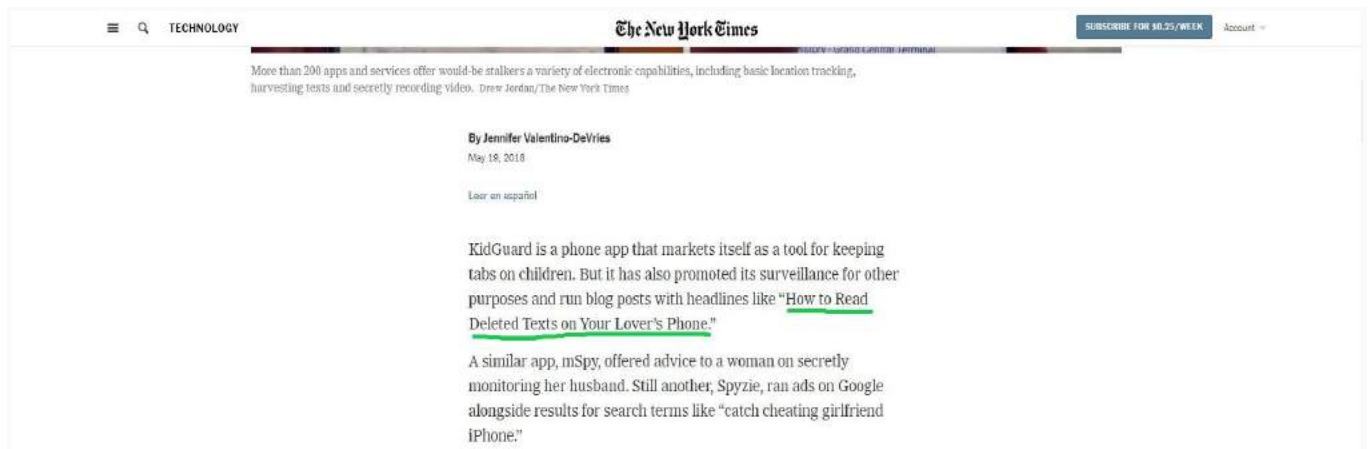 TECHNOLOGY
The New York Times
SUBSCRIBE FOR $0.25/WEEK
Account
Grand Central Terminal
More than 200 apps and services offer would-be stalkers a variety of electronic capabilities, including basic location tracking,
harvesting texts and secretly recording video. Drew Jordan/The New York Times
By Jennifer Valentino-DeVries
May 19, 2018
Leer en español
KidGuard is a phone app that markets itself as a tool for keeping
tabs on children. But it has also promoted its surveillance for other
purposes and run blog posts with headlines like “How to Read
Deleted Texts on Your Lover’s Phone.”
A similar app, mSpy, offered advice to a woman on secretly
monitoring her husband. Still another, Spyzie, ran ads on Google
alongside results for search terms like “catch cheating girlfriend
iPhone.”